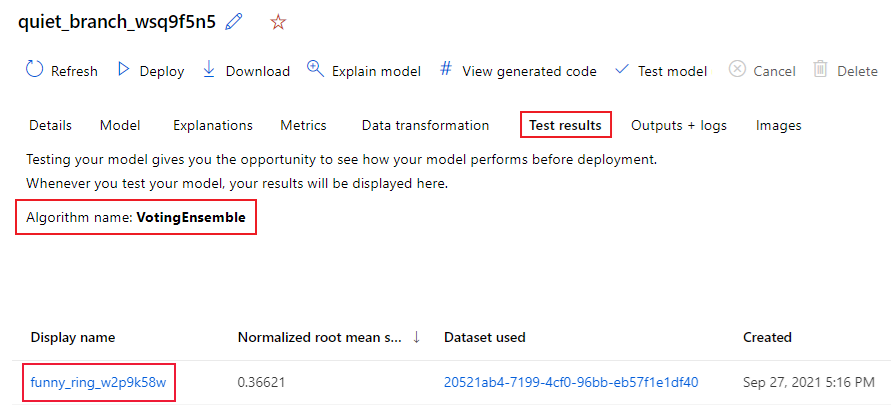 quiet_branch_wsq9f5n5
Refresh Deploy Download Explain model # View generated code Test model Cancel Delete
Details Model Explanations Metrics Data transformation Test results Outputs + logs Images
Testing your model gives you the opportunity to see how your model performs before deployment.
Whenever you test your model, your results will be displayed here.
Algorithm name: VotingEnsemble
Display name Normalized root mean s... ↓ Dataset used Created
funny_ring_w2p9k58w 0.36621 20521ab4-7199-4cf0-96bb-eb57f1e1df40 Sep 27, 2021 5:16 PM